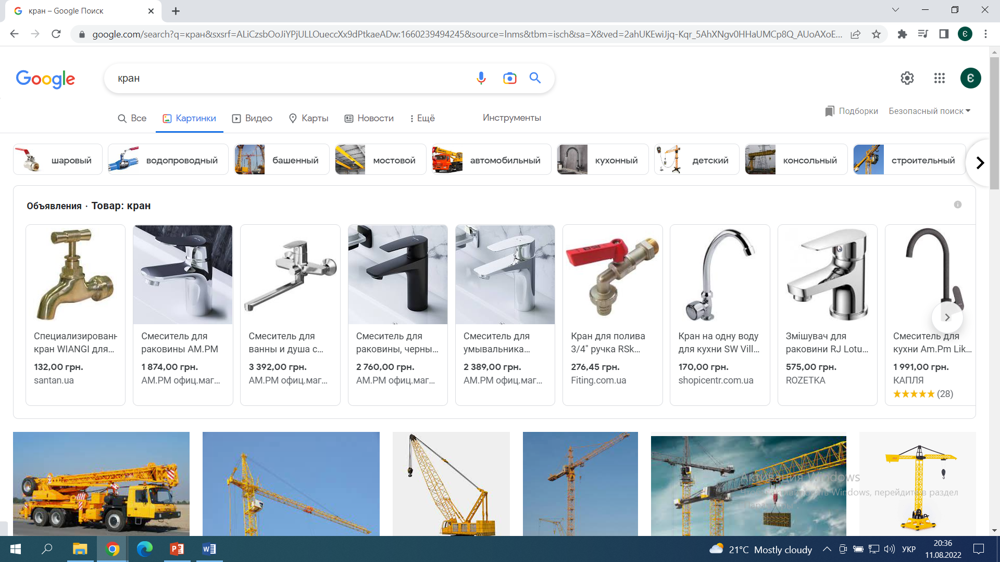 кран – Google Поиск
google.com/search?q=кран&sxsrf=ALiCzsbOoJiYPjULLOueccXx9dPtkaeADw:1660239494245&source=lnms&tbm=isch&sa=X&ved=2ahUKEwiJjq-Kqr_5AhXNgv0HHaUMCp8Q_AUoAXoE...
Є
Google
кран
Є
Все Картинки Видео Карты Новости Ещё Инструменты
Подборки Безопасный поиск
шаровый водопроводный башенный мостовой автомобильный кухонный детский консольный строительный
Объявления · Товар: кран
Специализированн
кран WIANGI для...
132,00 грн.
santan.ua
Смеситель для
раковины AM.PM
1 874,00 грн.
AM.PM офиц.маг...
Смеситель для
ванны и душа с...
3 392,00 грн.
AM.PM офиц.маг...
Смеситель для
раковины, черны...
2 760,00 грн.
AM.PM офиц.маг...
Смеситель для
умывальника...
2 389,00 грн.
AM.PM офиц.маг...
Кран для полива
3/4" ручка RSk...
276,45 грн.
Fiting.com.ua
Кран на одну воду
для кухни SW Vill...
170,00 грн.
shopicentr.com.ua
Змішувач для
раковини RJ Lotu...
575,00 грн.
ROZETKA
Смеситель для
кухни Am.Pm Lik...
1 991,00 грн.
КАПЛЯ
(28)
Активация Windows
Чтобы активировать Windows, перейдите в раздел
"Параметры".
21°C Mostly cloudy
УКР
20:36
11.08.2022